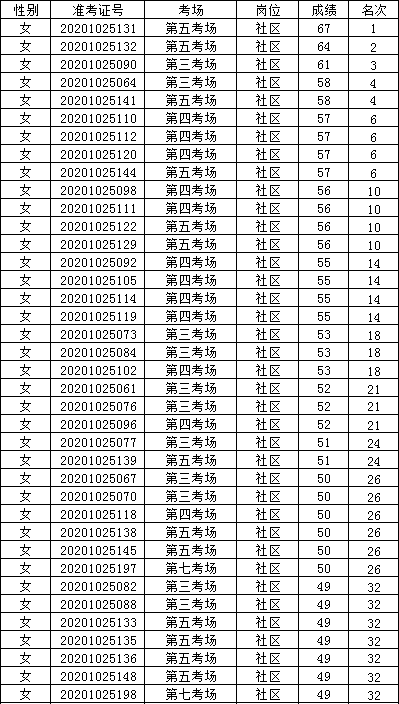 性别 准考证号 考场 岗位 成绩 名次
女 20201025131 第五考场 社区 67 1
女 20201025132 第五考场 社区 64 2
女 20201025090 第三考场 社区 61 3
女 20201025064 第三考场 社区 58 4
女 20201025141 第五考场 社区 58 4
女 20201025110 第四考场 社区 57 6
女 20201025112 第四考场 社区 57 6
女 20201025120 第四考场 社区 57 6
女 20201025144 第五考场 社区 57 6
女 20201025098 第四考场 社区 56 10
女 20201025111 第四考场 社区 56 10
女 20201025122 第五考场 社区 56 10
女 20201025129 第五考场 社区 56 10
女 20201025092 第四考场 社区 55 14
女 20201025105 第四考场 社区 55 14
女 20201025114 第四考场 社区 55 14
女 20201025119 第四考场 社区 55 14
女 20201025073 第三考场 社区 53 18
女 20201025084 第三考场 社区 53 18
女 20201025102 第四考场 社区 53 18
女 20201025061 第三考场 社区 52 21
女 20201025076 第三考场 社区 52 21
女 20201025096 第四考场 社区 52 21
女 20201025077 第三考场 社区 51 24
女 20201025139 第五考场 社区 51 24
女 20201025067 第三考场 社区 50 26
女 20201025070 第三考场 社区 50 26
女 20201025118 第四考场 社区 50 26
女 20201025138 第五考场 社区 50 26
女 20201025145 第五考场 社区 50 26
女 20201025197 第七考场 社区 50 26
女 20201025082 第三考场 社区 49 32
女 20201025088 第三考场 社区 49 32
女 20201025133 第五考场 社区 49 32
女 20201025135 第五考场 社区 49 32
女 20201025136 第五考场 社区 49 32
女 20201025148 第五考场 社区 49 32
女 20201025198 第七考场 社区 49 32